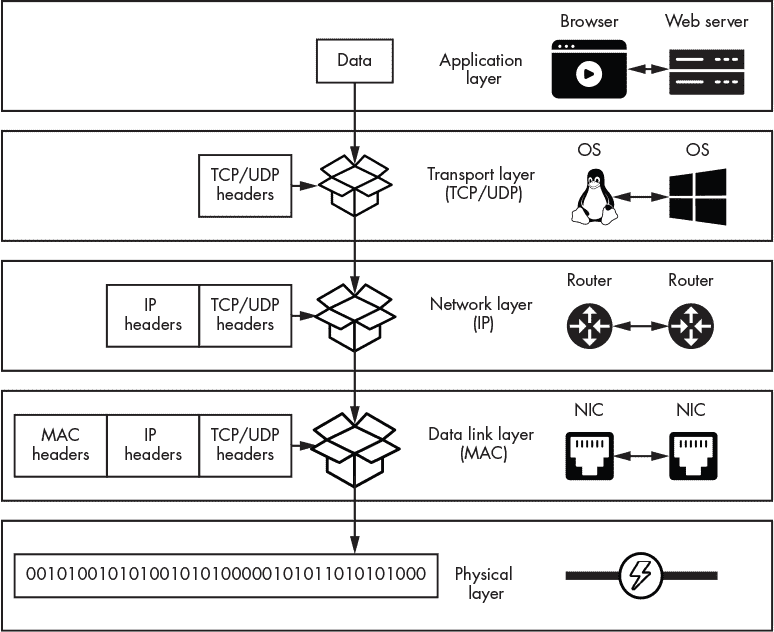 Browser
Web server
Data
Application
layer
OS
OS
TCP/UDP
headers
Transport layer
(TCP/UDP)
Router
Router
IP
headers
TCP/UDP
headers
Network layer
(IP)
NIC
NIC
MAC
headers
IP
headers
TCP/UDP
headers
Data link layer
(MAC)
0010100101010010101000001010110101010​00
Physical
layer